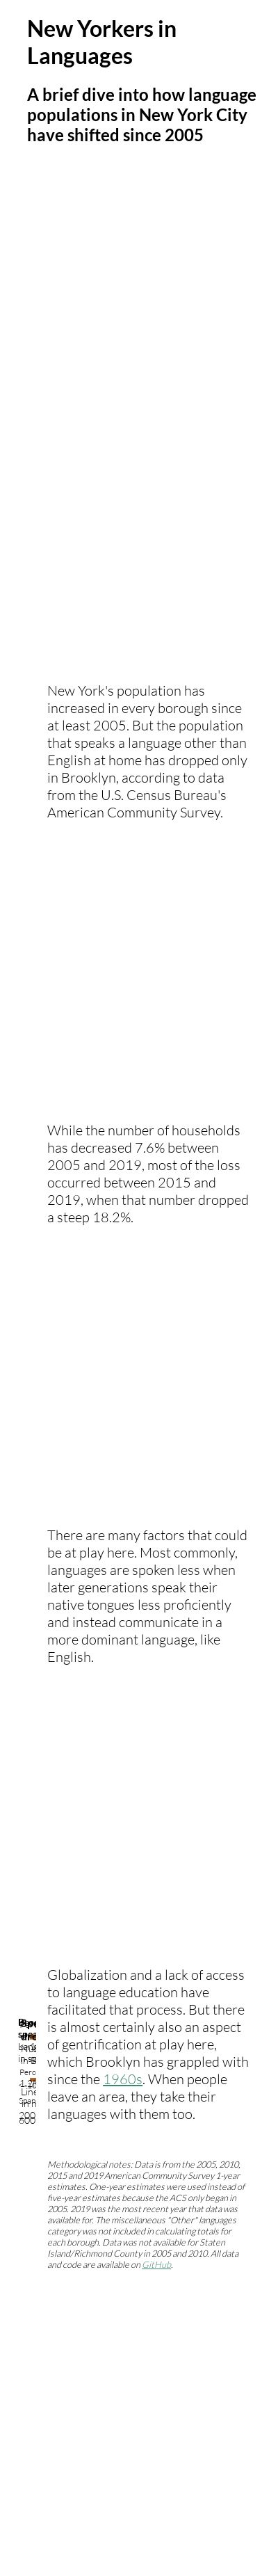 New Yorkers in
Languages
A brief dive into how language
populations in New York City
have shifted since 2005
New York's population has
increased in every borough since
at least 2005. But the population
that speaks a language other than
English at home has dropped only
in Brooklyn, according to data
from the U.S. Census Bureau's
American Community Survey.
While the number of households
has decreased 7.6% between
2005 and 2019, most of the loss
occurred between 2015 and
2019, when that number dropped
a steep 18.2%.
There are many factors that could
be at play here. Most commonly,
languages are spoken less when
later generations speak their
native tongues less proficiently
and instead communicate in a
more dominant language, like
English.
Globalization and a lack of access
to language education have
facilitated that process. But there
is almost certainly also an aspect
of gentrification at play here,
which Brooklyn has grappled with
since the 1960s. When people
leave an area, they take their
languages with them too.
Methodological notes: Data is from the 2005, 2010,
2015 and 2019 American Community Survey 1-year
estimates. One-year estimates were used instead of
five-year estimates because the ACS only began in
2005. 2019 was the most recent year that data was
available for. The miscellaneous "Other" languages
category was not included in calculating totals for
each borough. Data was not available for Staten
Island/Richmond County in 2005 and 2010. All data
and code are available on GitHub.